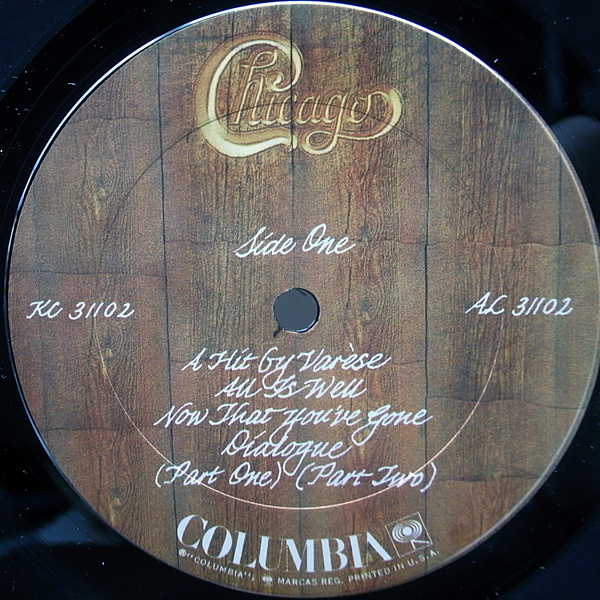 Chicago
Side One
KC 31102
AL 31102
A Hit By Varèse
All Is Well
Now That You've Gone
Dialogue
(Part One) (Part Two)
COLUMBIA
®"COLUMBIA", MARCAS REG. PRINTED IN U.S.A.